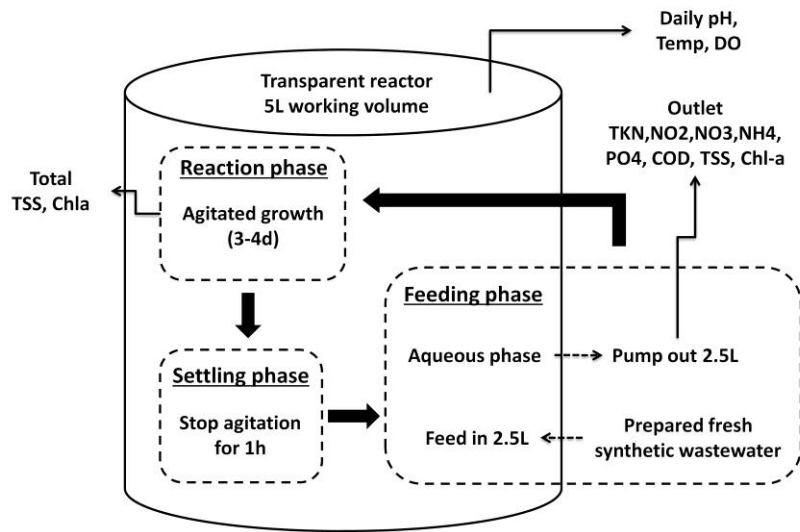 Daily pH,
Temp, DO
Transparent reactor
5L working volume
Outlet
TKN,NO2,NO3,NH4,
PO4, COD, TSS, Chl-a
Total
TSS, Chla
Reaction phase
Agitated growth
(3-4d)
Settling phase
Stop agitation
for 1h
Feeding phase
Aqueous phase
Pump out 2.5L
Feed in 2.5L
Prepared fresh
synthetic wastewater